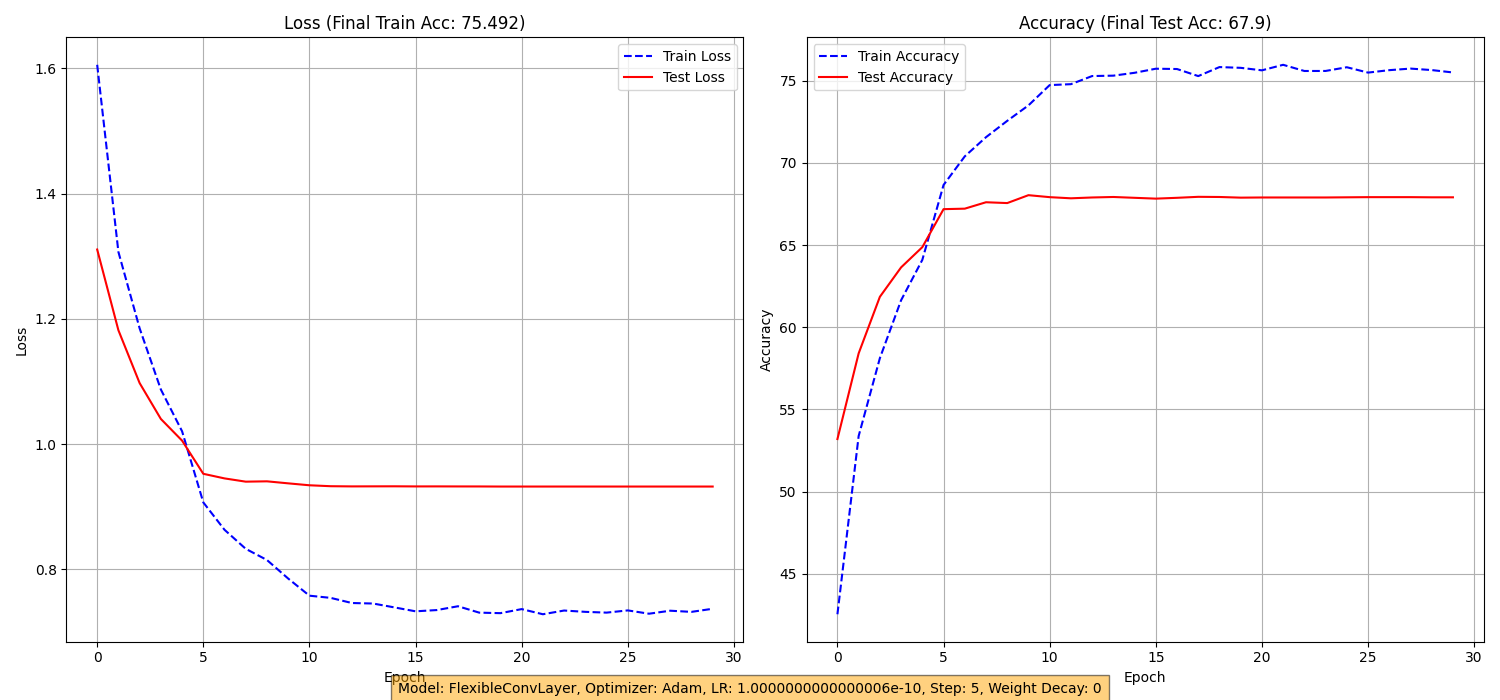 Loss (Final Train Acc: 75.492)
Train Loss
Test Loss
1.6
1.4
1.2
1.0
0.8
Loss
0 5 10 15 20 25 30
Epoch
Accuracy (Final Test Acc: 67.9)
Train Accuracy
Test Accuracy
75
70
65
60
55
50
45
Accuracy
0 5 10 15 20 25 30
Epoch
Model: FlexibleConvLayer, Optimizer: Adam, LR: 1.0000000000000006e-10, Step: 5, Weight Decay: 0